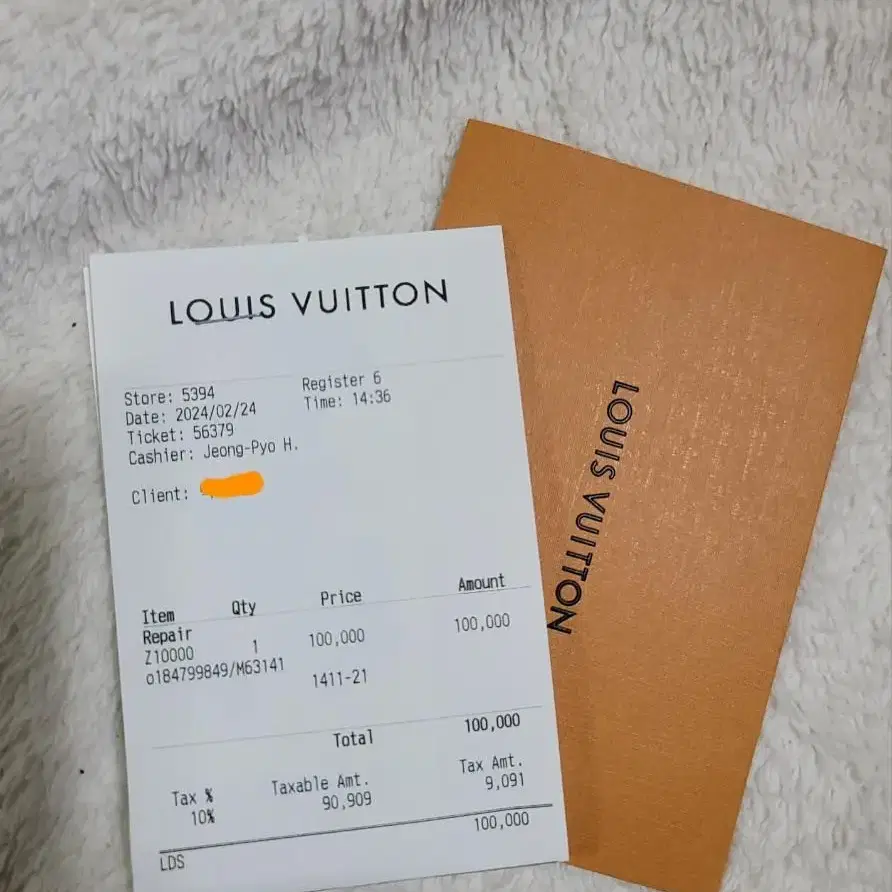 LOUIS VUITTON
Store: 5394 Register 6
Date: 2024/02/24 Time: 14:36
Ticket: 56379
Cashier: Jeong-Pyo H.
Client:
Item Qty Price Amount
Repair
Z10000 1 100,000 100,000
o184799849/M63141
1411-21
Total 100,000
Tax % Taxable Amt. Tax Amt.
10% 90,909 9,091
100,000
LDS
LOUIS VUITTON